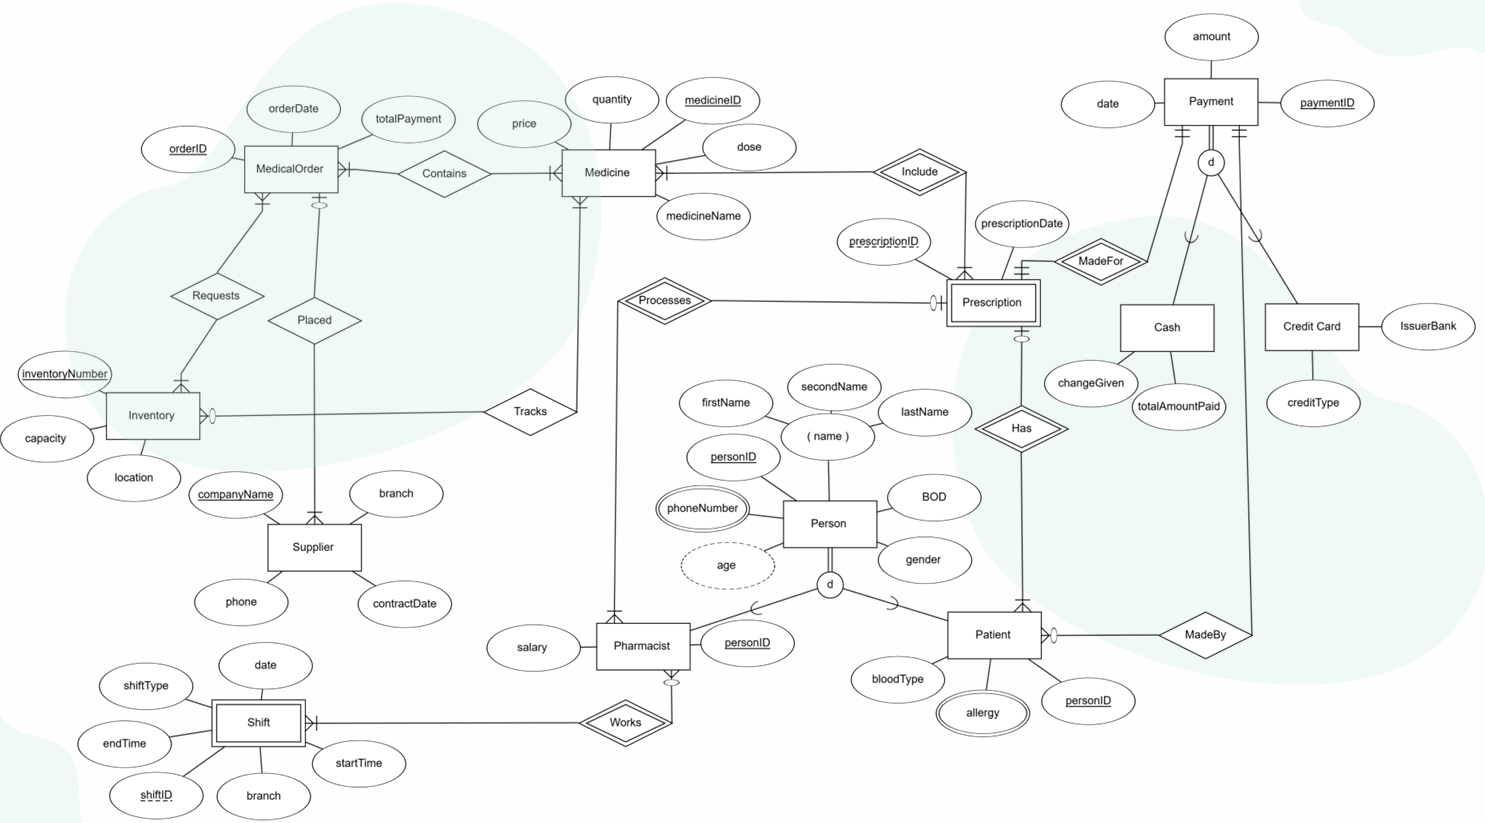 amount
date
Payment
paymentID
d
orderDate
totalPayment
orderID
MedicalOrder
Contains
price
quantity
medicineID
dose
Medicine
medicineName
Include
prescriptionID
prescriptionDate
MadeFor
Requests
Placed
Processes
Prescription
Cash
Credit Card
IssuerBank
changeGiven
totalAmountPaid
creditType
inventoryNumber
Inventory
capacity
location
Tracks
firstName
secondName
lastName
( name )
Has
personID
phoneNumber
Person
BOD
age
gender
d
companyName
branch
Supplier
phone
contractDate
salary
Pharmacist
personID
Patient
MadeBy
bloodType
allergy
personID
date
shiftType
Shift
Works
endTime
startTime
shiftID
branch